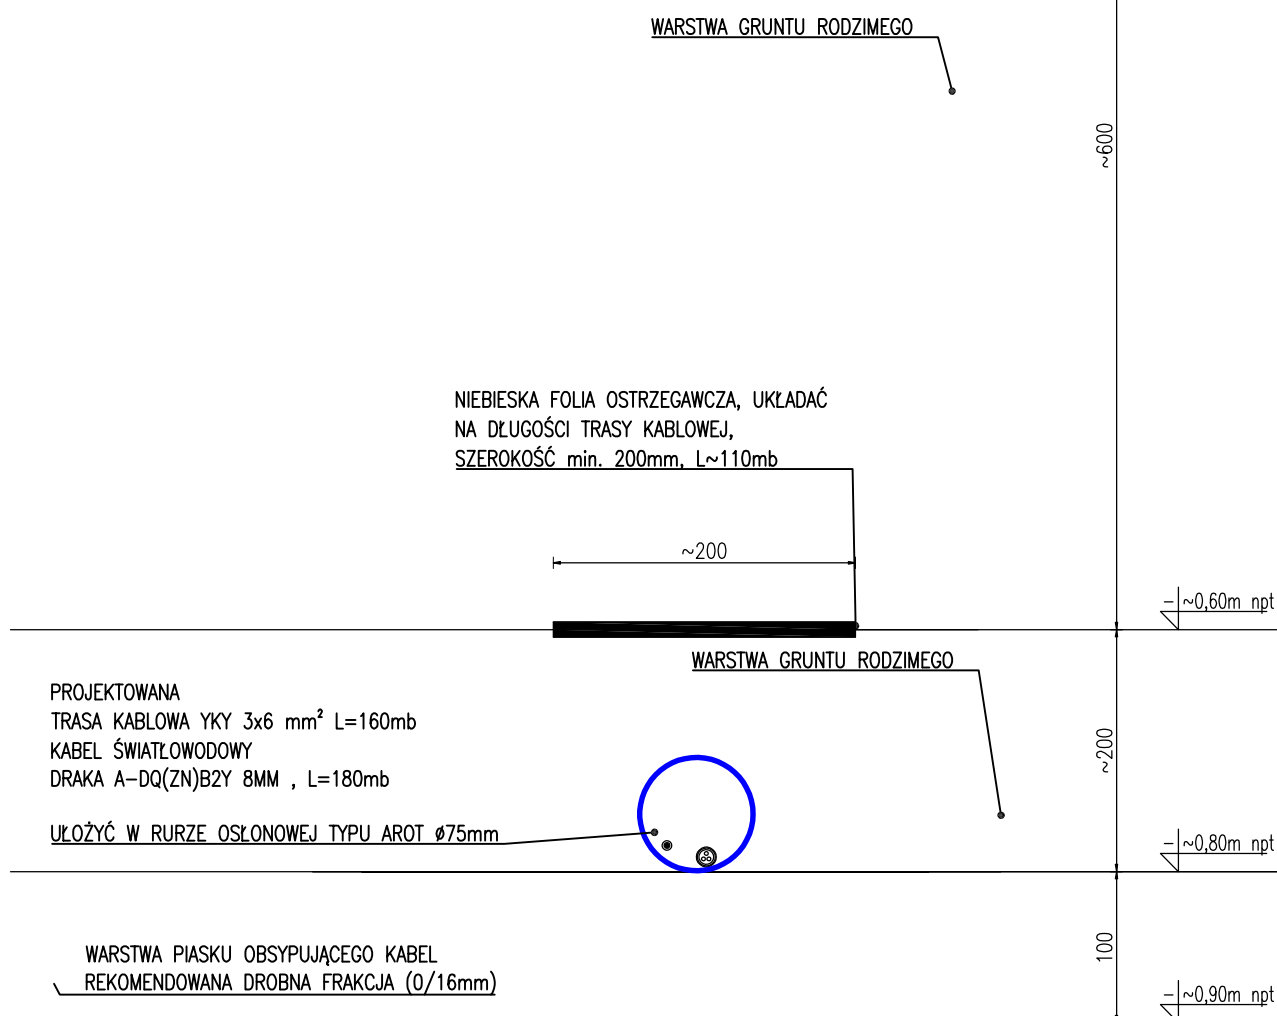 WARSTWA GRUNTU RODZIMEGO
~600
NIEBIESKA FOLIA OSTRZEGAWCZA, UKŁADAĆ
NA DŁUGOŚCI TRASY KABLOWEJ,
SZEROKOŚĆ min. 200mm, L~110mb
~200
- ~0,60m npt
WARSTWA GRUNTU RODZIMEGO
PROJEKTOWANA
TRASA KABLOWA YKY 3x6 mm² L=160mb
KABEL ŚWIATŁOWODOWY
DRAKA A-DQ(ZN)B2Y 8MM , L=180mb
~200
UŁOŻYĆ W RURZE OSŁONOWEJ TYPU AROT ø75mm
- ~0,80m npt
WARSTWA PIASKU OBSYPUJĄCEGO KABEL
REKOMENDOWANA DROBNA FRAKCJA (0/16mm)
100
- ~0,90m npt